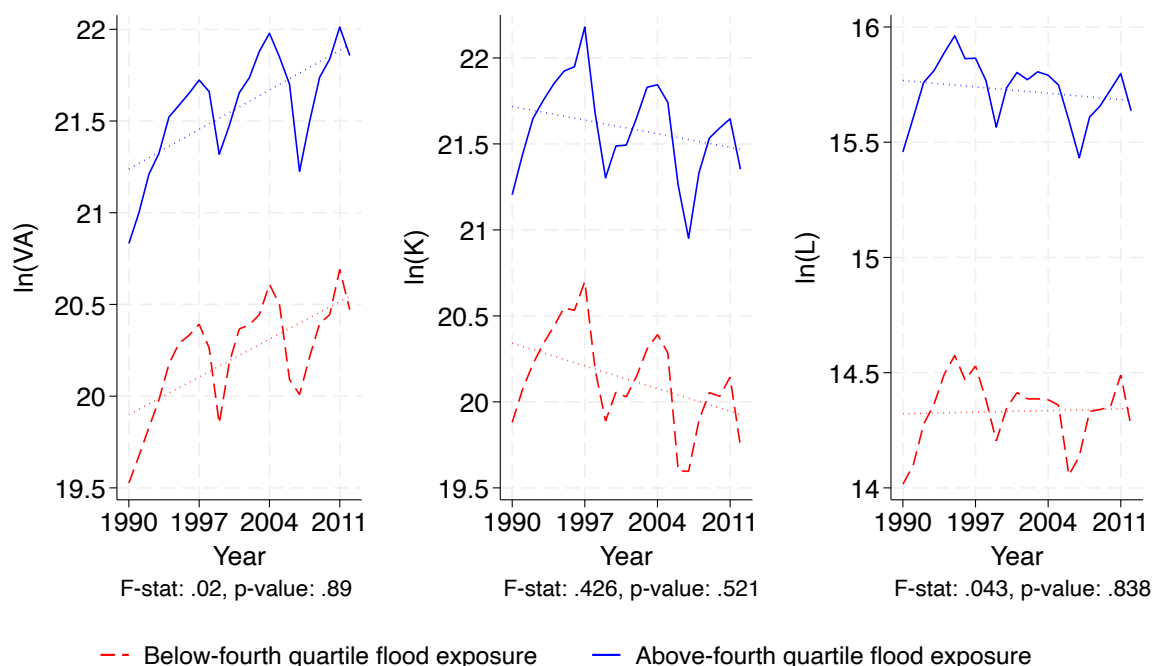 ln(VA)
22
21.5
21
20.5
20
19.5
1990 1997 2004 2011
Year
F-stat: .02, p-value: .89
ln(K)
22
21.5
21
20.5
20
19.5
1990 1997 2004 2011
Year
F-stat: .426, p-value: .521
ln(L)
16
15.5
15
14.5
14
1990 1997 2004 2011
Year
F-stat: .043, p-value: .838
Below-fourth quartile flood exposure
Above-fourth quartile flood exposure